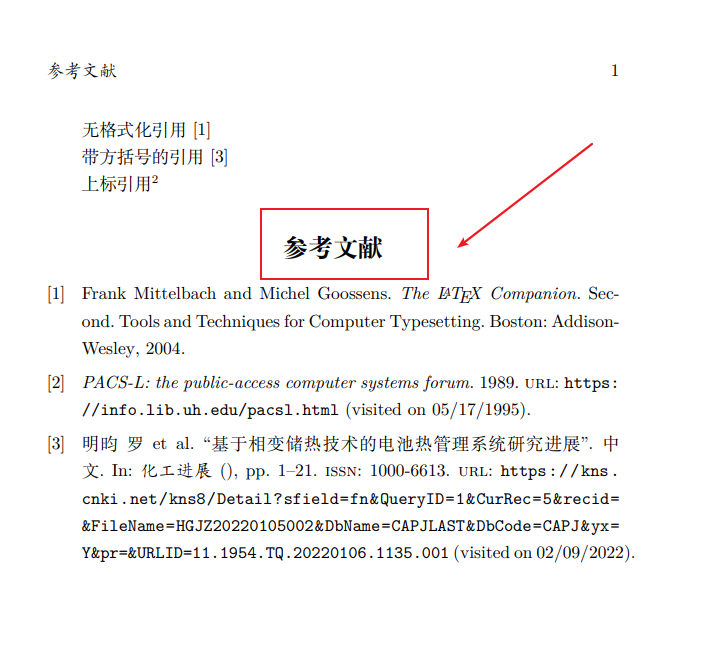 参考文献 1
无格式化引用 [1]
带方括号的引用 [3]
上标引用²
参考文献
[1] Frank Mittelbach and Michel Goossens. The LATEX Companion. Sec-
ond. Tools and Techniques for Computer Typesetting. Boston: Addison-
Wesley, 2004.
[2] PACS-L: the public-access computer systems forum. 1989. URL: https:
//info.lib.uh.edu/pacsl.html (visited on 05/17/1995).
[3] 明昀 罗 et al. “基于相变储热技术的电池热管理系统研究进展”. 中
文. In: 化工进展 (), pp. 1–21. ISSN: 1000-6613. URL: https://kns.
cnki.net/kns8/Detail?sfield=fn&QueryID=1&CurRec=5&recid=
&FileName=HGJZ20220105002&DbName=CAPJLAST&DbCode=CAPJ&yx=
Y&pr=&URLID=11.1954.TQ.20220106.1135.001 (visited on 02/09/2022).